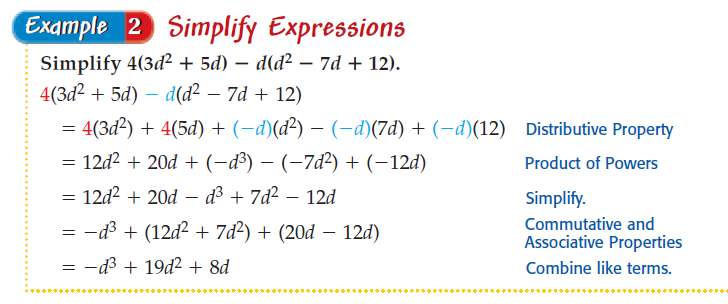 Example 2 Simplify Expressions
Simplify 4(3d² + 5d) − d(d² − 7d + 12).
4(3d² + 5d) − d(d² − 7d + 12)
= 4(3d²) + 4(5d) + (−d)(d²) − (−d)(7d) + (−d)(12) Distributive Property
= 12d² + 20d + (−d³) − (−7d²) + (−12d) Product of Powers
= 12d² + 20d − d³ + 7d² − 12d Simplify.
= −d³ + (12d² + 7d²) + (20d − 12d) Commutative and
Associative Properties
= −d³ + 19d² + 8d Combine like terms.